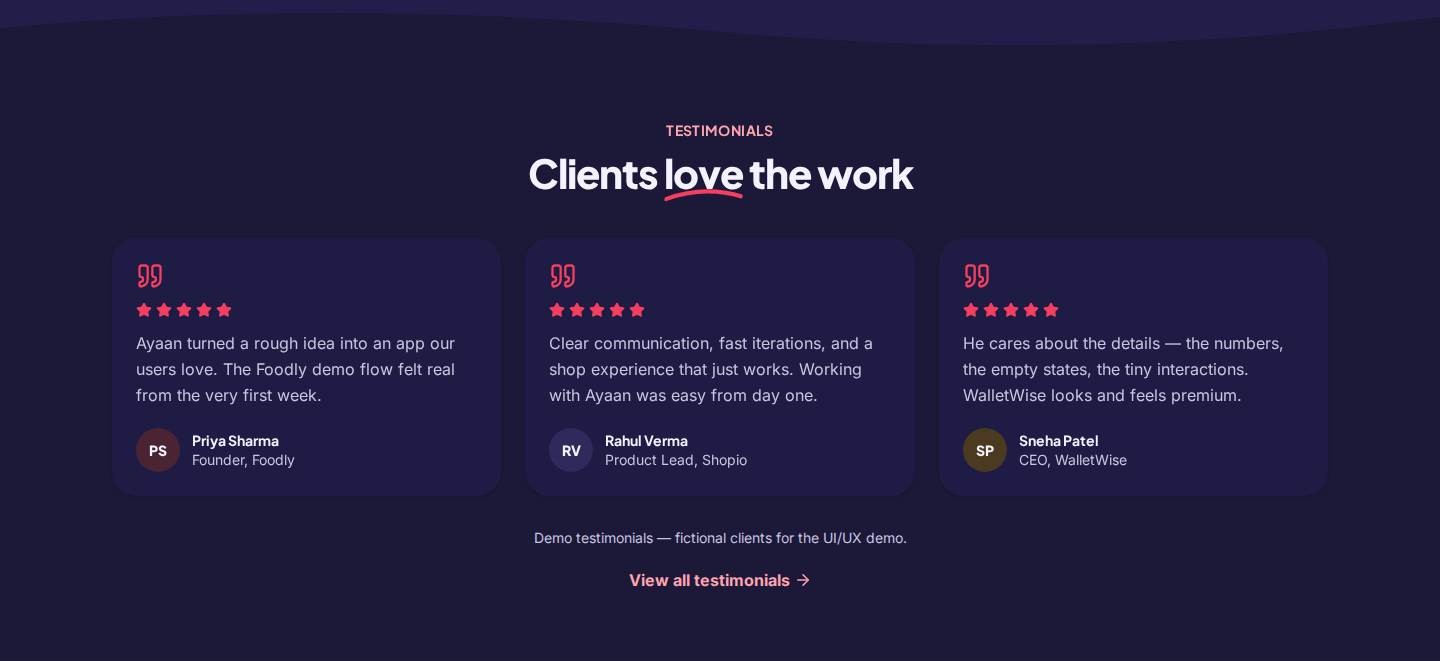 TESTIMONIALS
Clients love the work
Ayaan turned a rough idea into an app our
users love. The Foodly demo flow felt real
from the very first week.
PS
Priya Sharma
Founder, Foodly
Clear communication, fast iterations, and a
shop experience that just works. Working
with Ayaan was easy from day one.
RV
Rahul Verma
Product Lead, Shopio
He cares about the details — the numbers,
the empty states, the tiny interactions.
WalletWise looks and feels premium.
SP
Sneha Patel
CEO, WalletWise
Demo testimonials — fictional clients for the UI/UX demo.
View all testimonials →